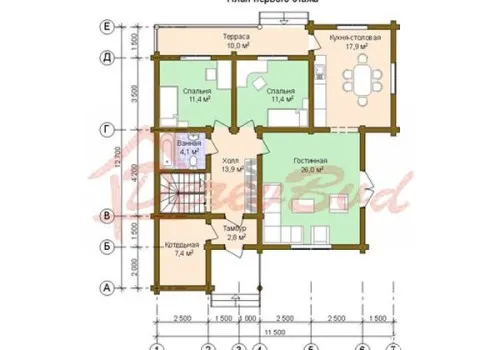 План первого этажа
Е
Терраса
10,0 м²
Кухня-столовая
17,9 м²
1 500
Д
Спальня
11,4 м²
Спальня
11,4 м²
3 500
Г
Ванная
4,1 м²
Холл
13,9 м²
Гостинная
26,0 м²
12 700
4 200
В
Тамбур
2,8 м²
1 500
Б
Котельная
7,4 м²
2 000
А
2 500
1 500
1 000
2 500
2 500
1 500
11 500
1
2
3
4
5
6
7